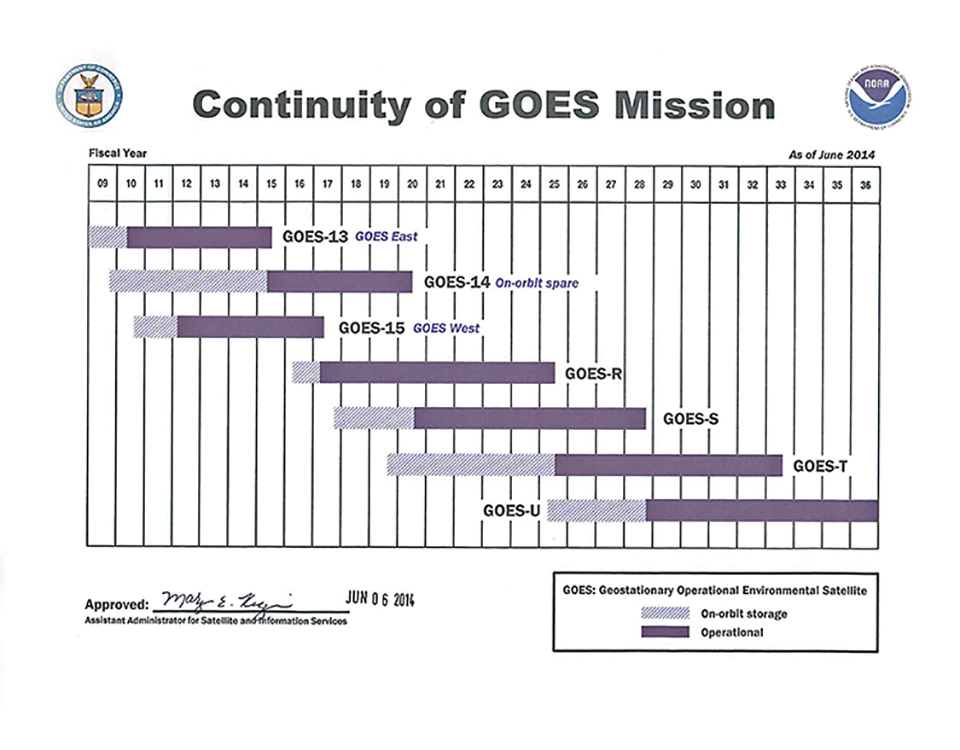 Continuity of GOES Mission
NOAA
Fiscal Year
As of June 2014
09 10 11 12 13 14 15 16 17 18 19 20 21 22 23 24 25 26 27 28 29 30 31 32 33 34 35 36
GOES-13 GOES East
GOES-14 On-orbit spare
GOES-15 GOES West
GOES-R
GOES-S
GOES-T
GOES-U
Approved:
JUN 06 2014
Assistant Administrator for Satellite and Information Services
GOES: Geostationary Operational Environmental Satellite
On-orbit storage
Operational